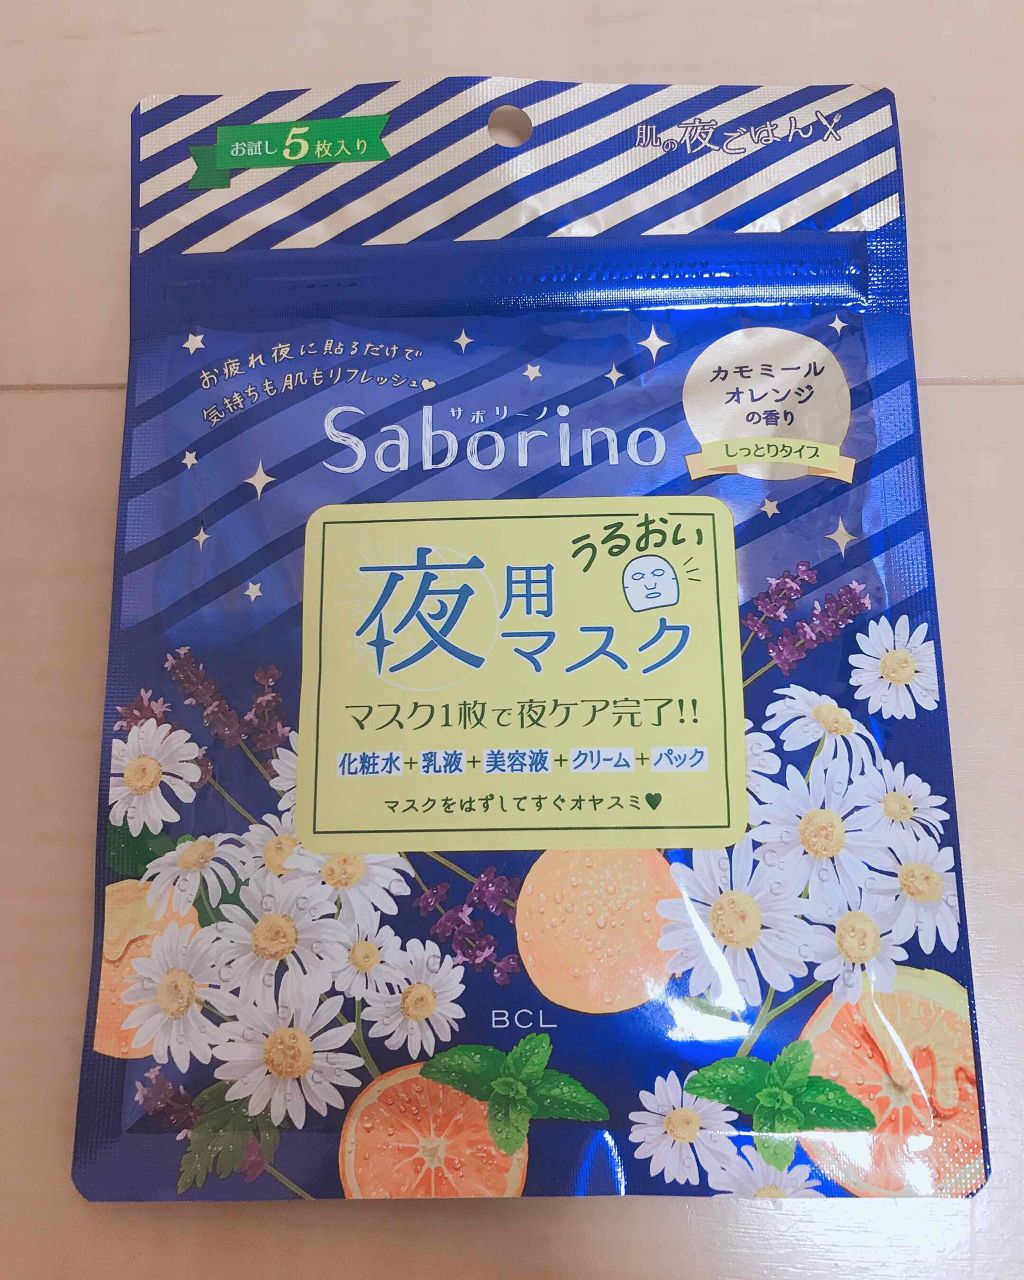 お試し5枚入り
肌の夜ごはん
お疲れ夜に貼るだけで
気持ちも肌もリフレッシュ♥
サボリーノ
Saborino
カモミール
オレンジ
の香り
しっとりタイプ
うるおい
夜用
マスク
マスク1枚で夜ケア完了!!
化粧水+乳液+美容液+クリーム+パック
マスクをはずしてすぐオヤスミ♥
BCL